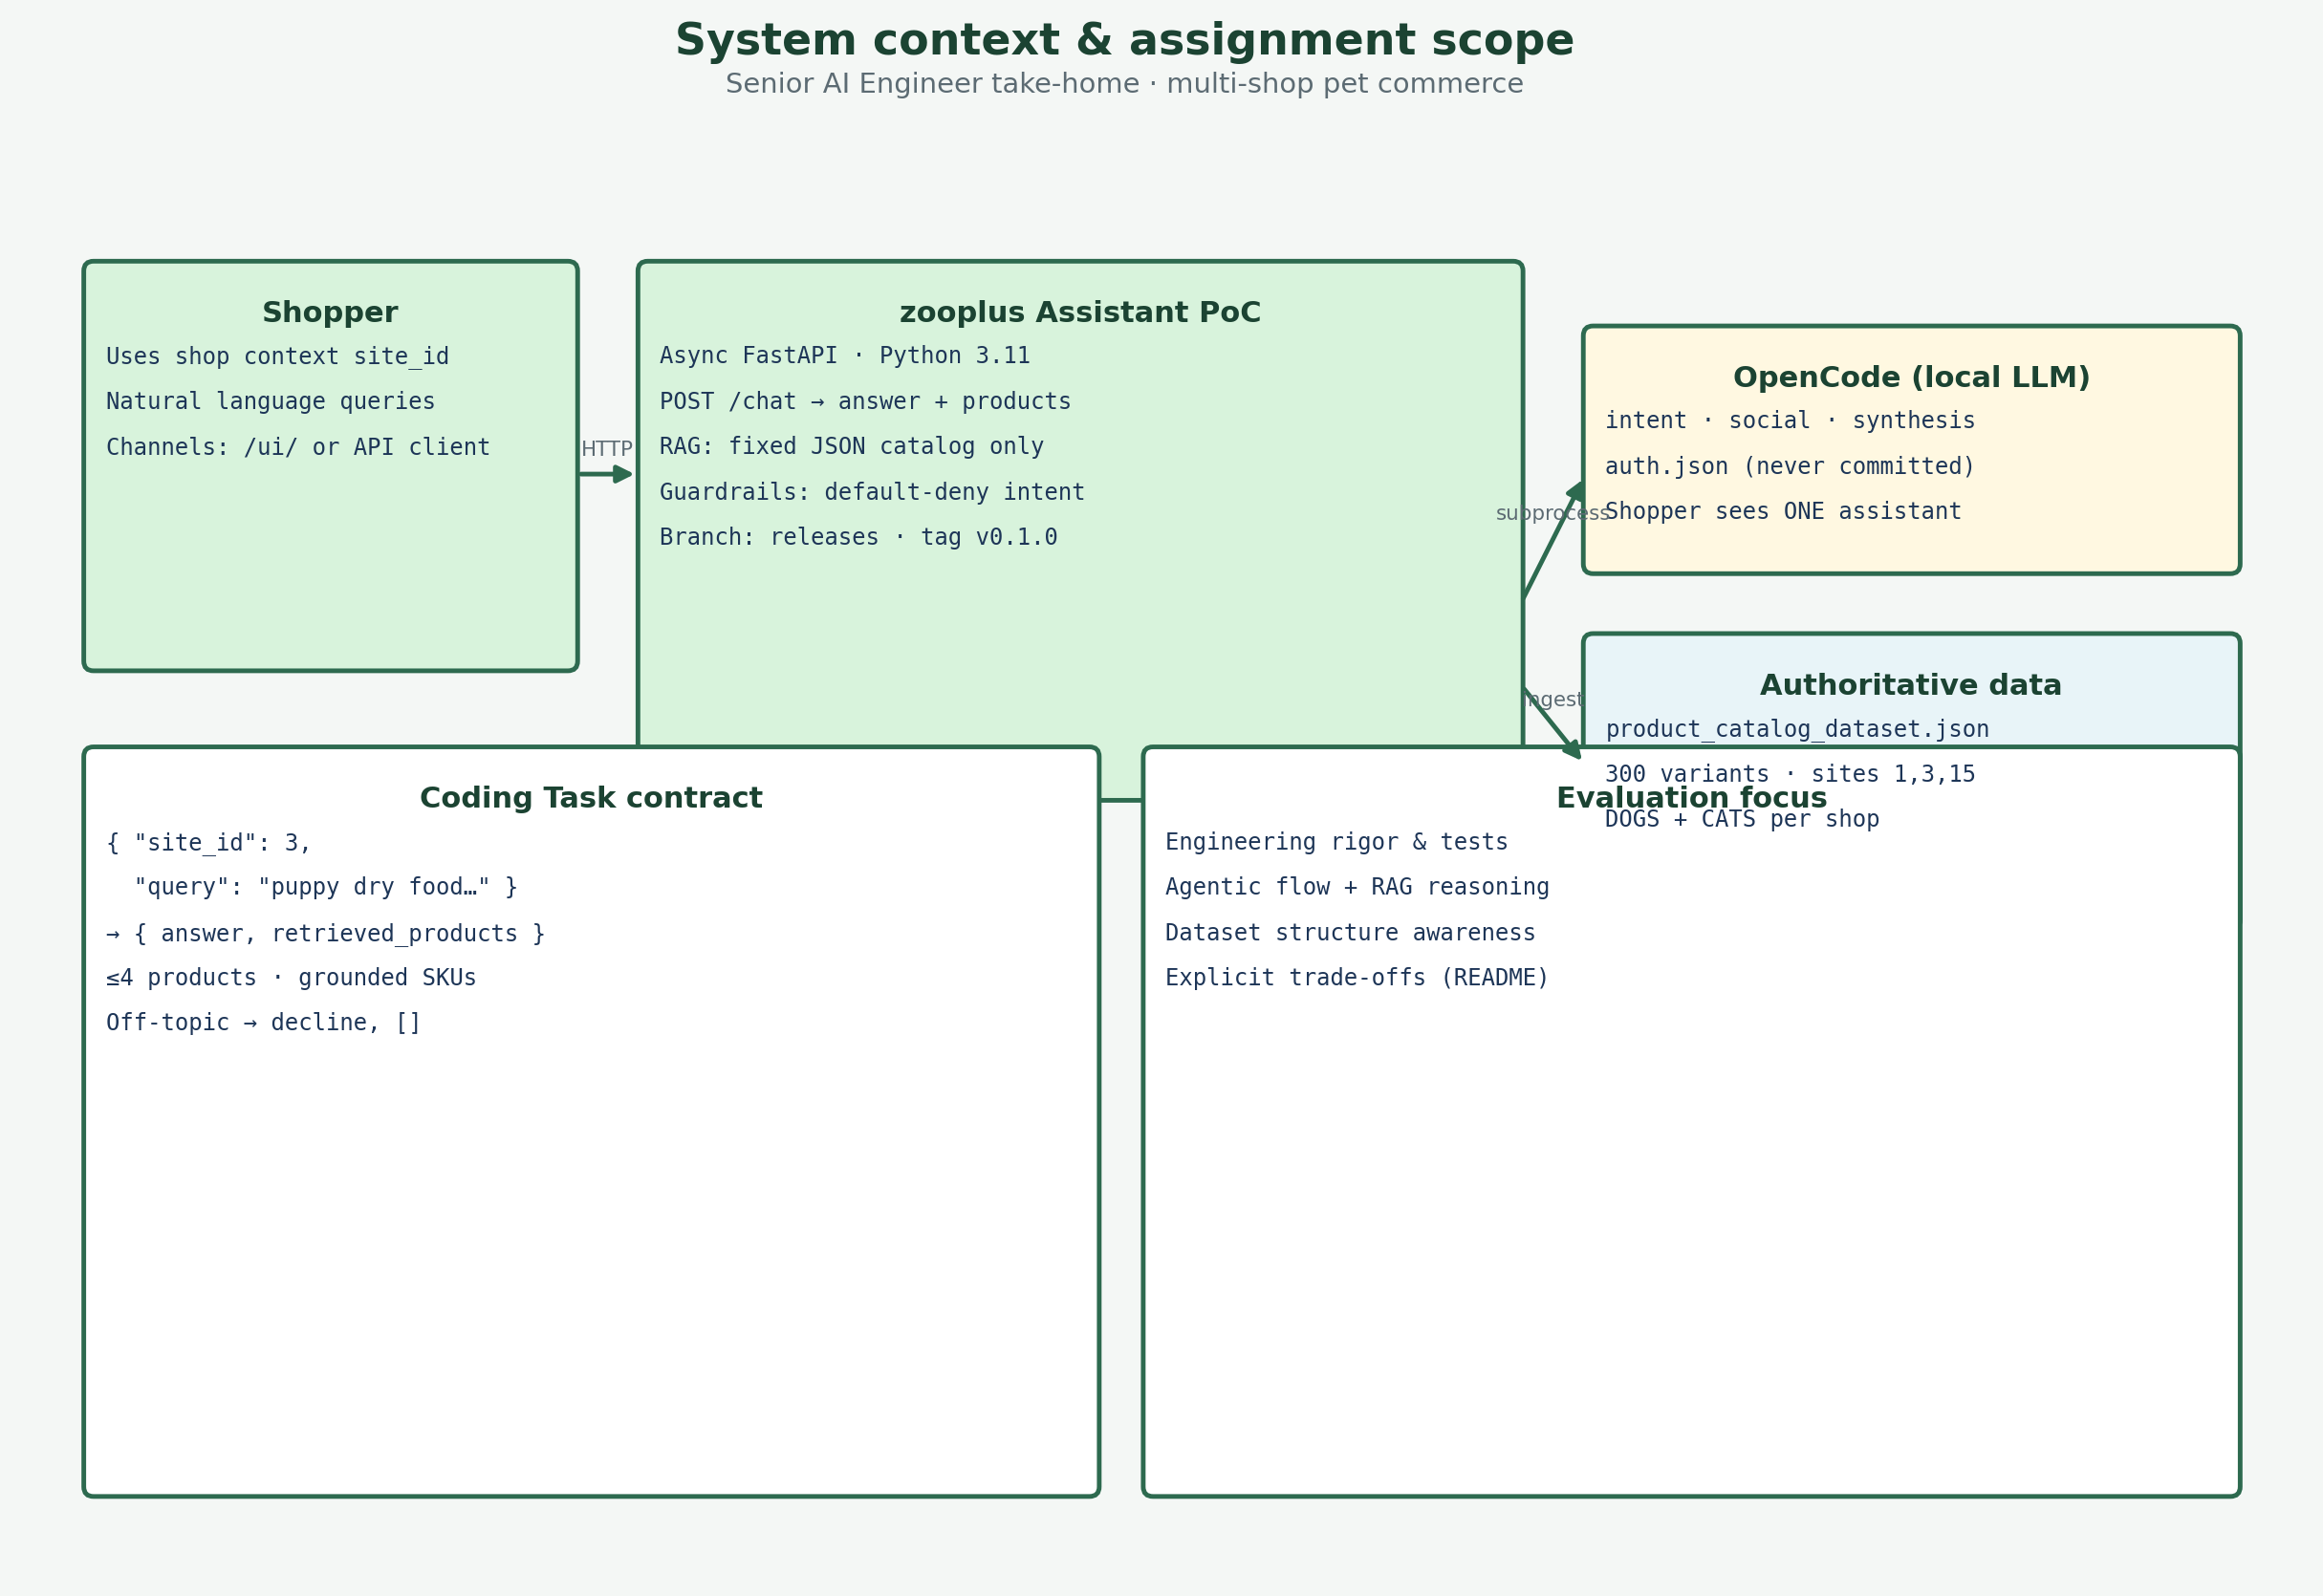 System context & assignment scope
Senior AI Engineer take-home · multi-shop pet commerce
Shopper
Uses shop context site_id
Natural language queries
Channels: /ui/ or API client
HTTP
zooplus Assistant PoC
Async FastAPI · Python 3.11
POST /chat → answer + products
RAG: fixed JSON catalog only
Guardrails: default-deny intent
Branch: releases · tag v0.1.0
subprocess
OpenCode (local LLM)
intent · social · synthesis
auth.json (never committed)
Shopper sees ONE assistant
ingest
Authoritative data
product_catalog_dataset.json
300 variants · sites 1,3,15
DOGS + CATS per shop
Coding Task contract
{ "site_id": 3,
  "query": "puppy dry food…" }
→ { answer, retrieved_products }
≤4 products · grounded SKUs
Off-topic → decline, []
Evaluation focus
Engineering rigor & tests
Agentic flow + RAG reasoning
Dataset structure awareness
Explicit trade-offs (README)